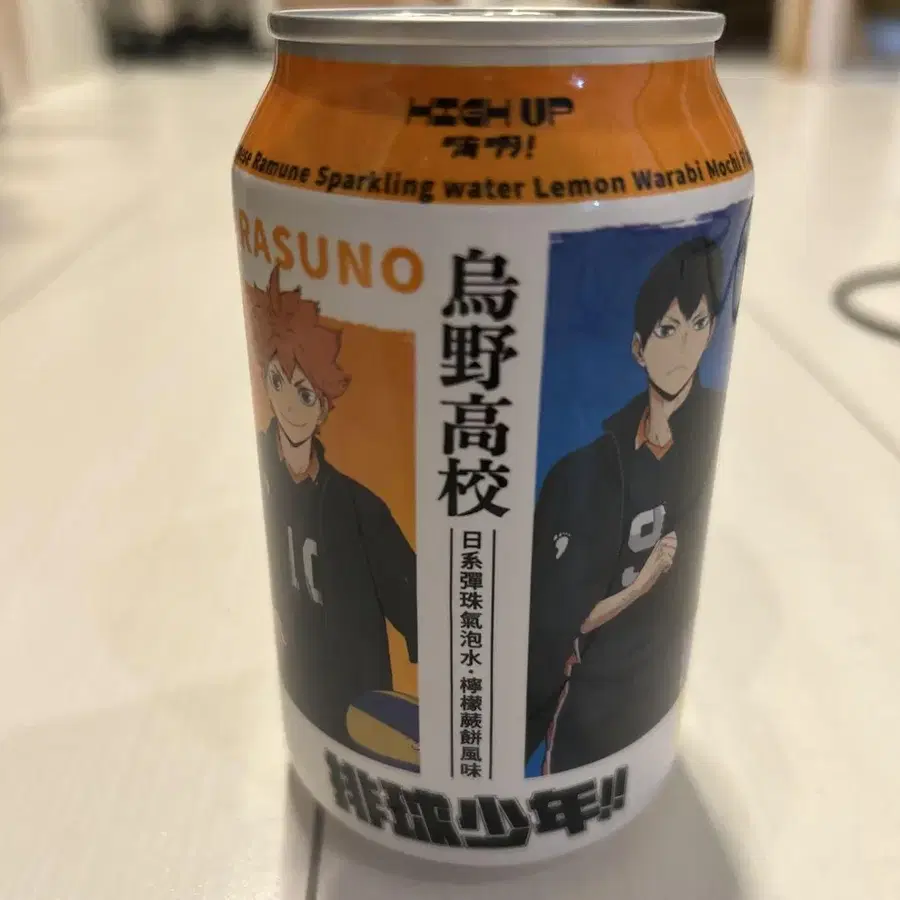 HIGH UP
Ramune Sparkling water Lemon Warabi Mochi
RASUNO
烏野高校
日系彈珠氣泡水·檸檬蕨餅風味
10
9
排球少年!!